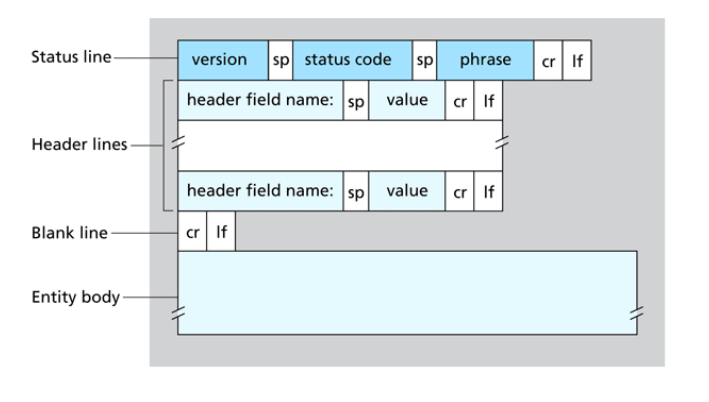 Status line version sp status code sp phrase cr lf
header field name: sp value cr lf
Header lines
header field name: sp value cr lf
Blank line cr lf
Entity body